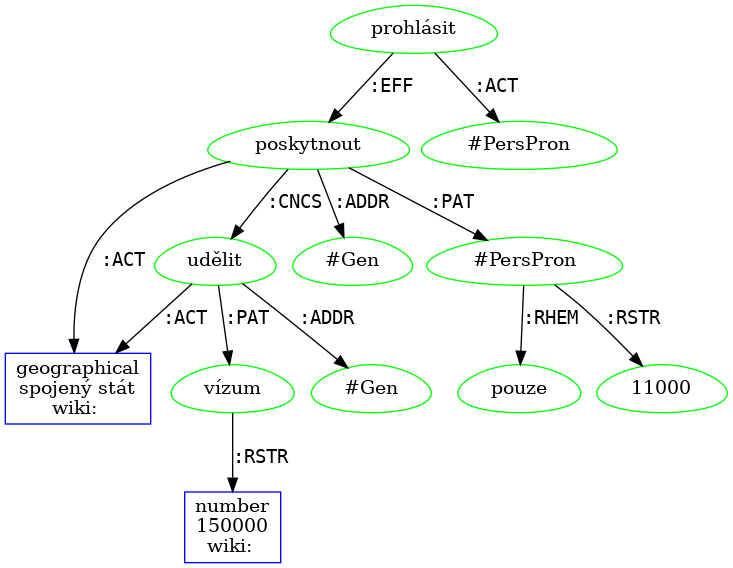 prohlásit
:EFF
:ACT
poskytnout
#PersPron
:CNCS
:ADDR
:PAT
:ACT
udělit
#Gen
#PersPron
:ACT
:PAT
:ADDR
:RHEM
:RSTR
geographical
spojený stát
wiki:
vízum
#Gen
pouze
11000
:RSTR
number
150000
wiki: